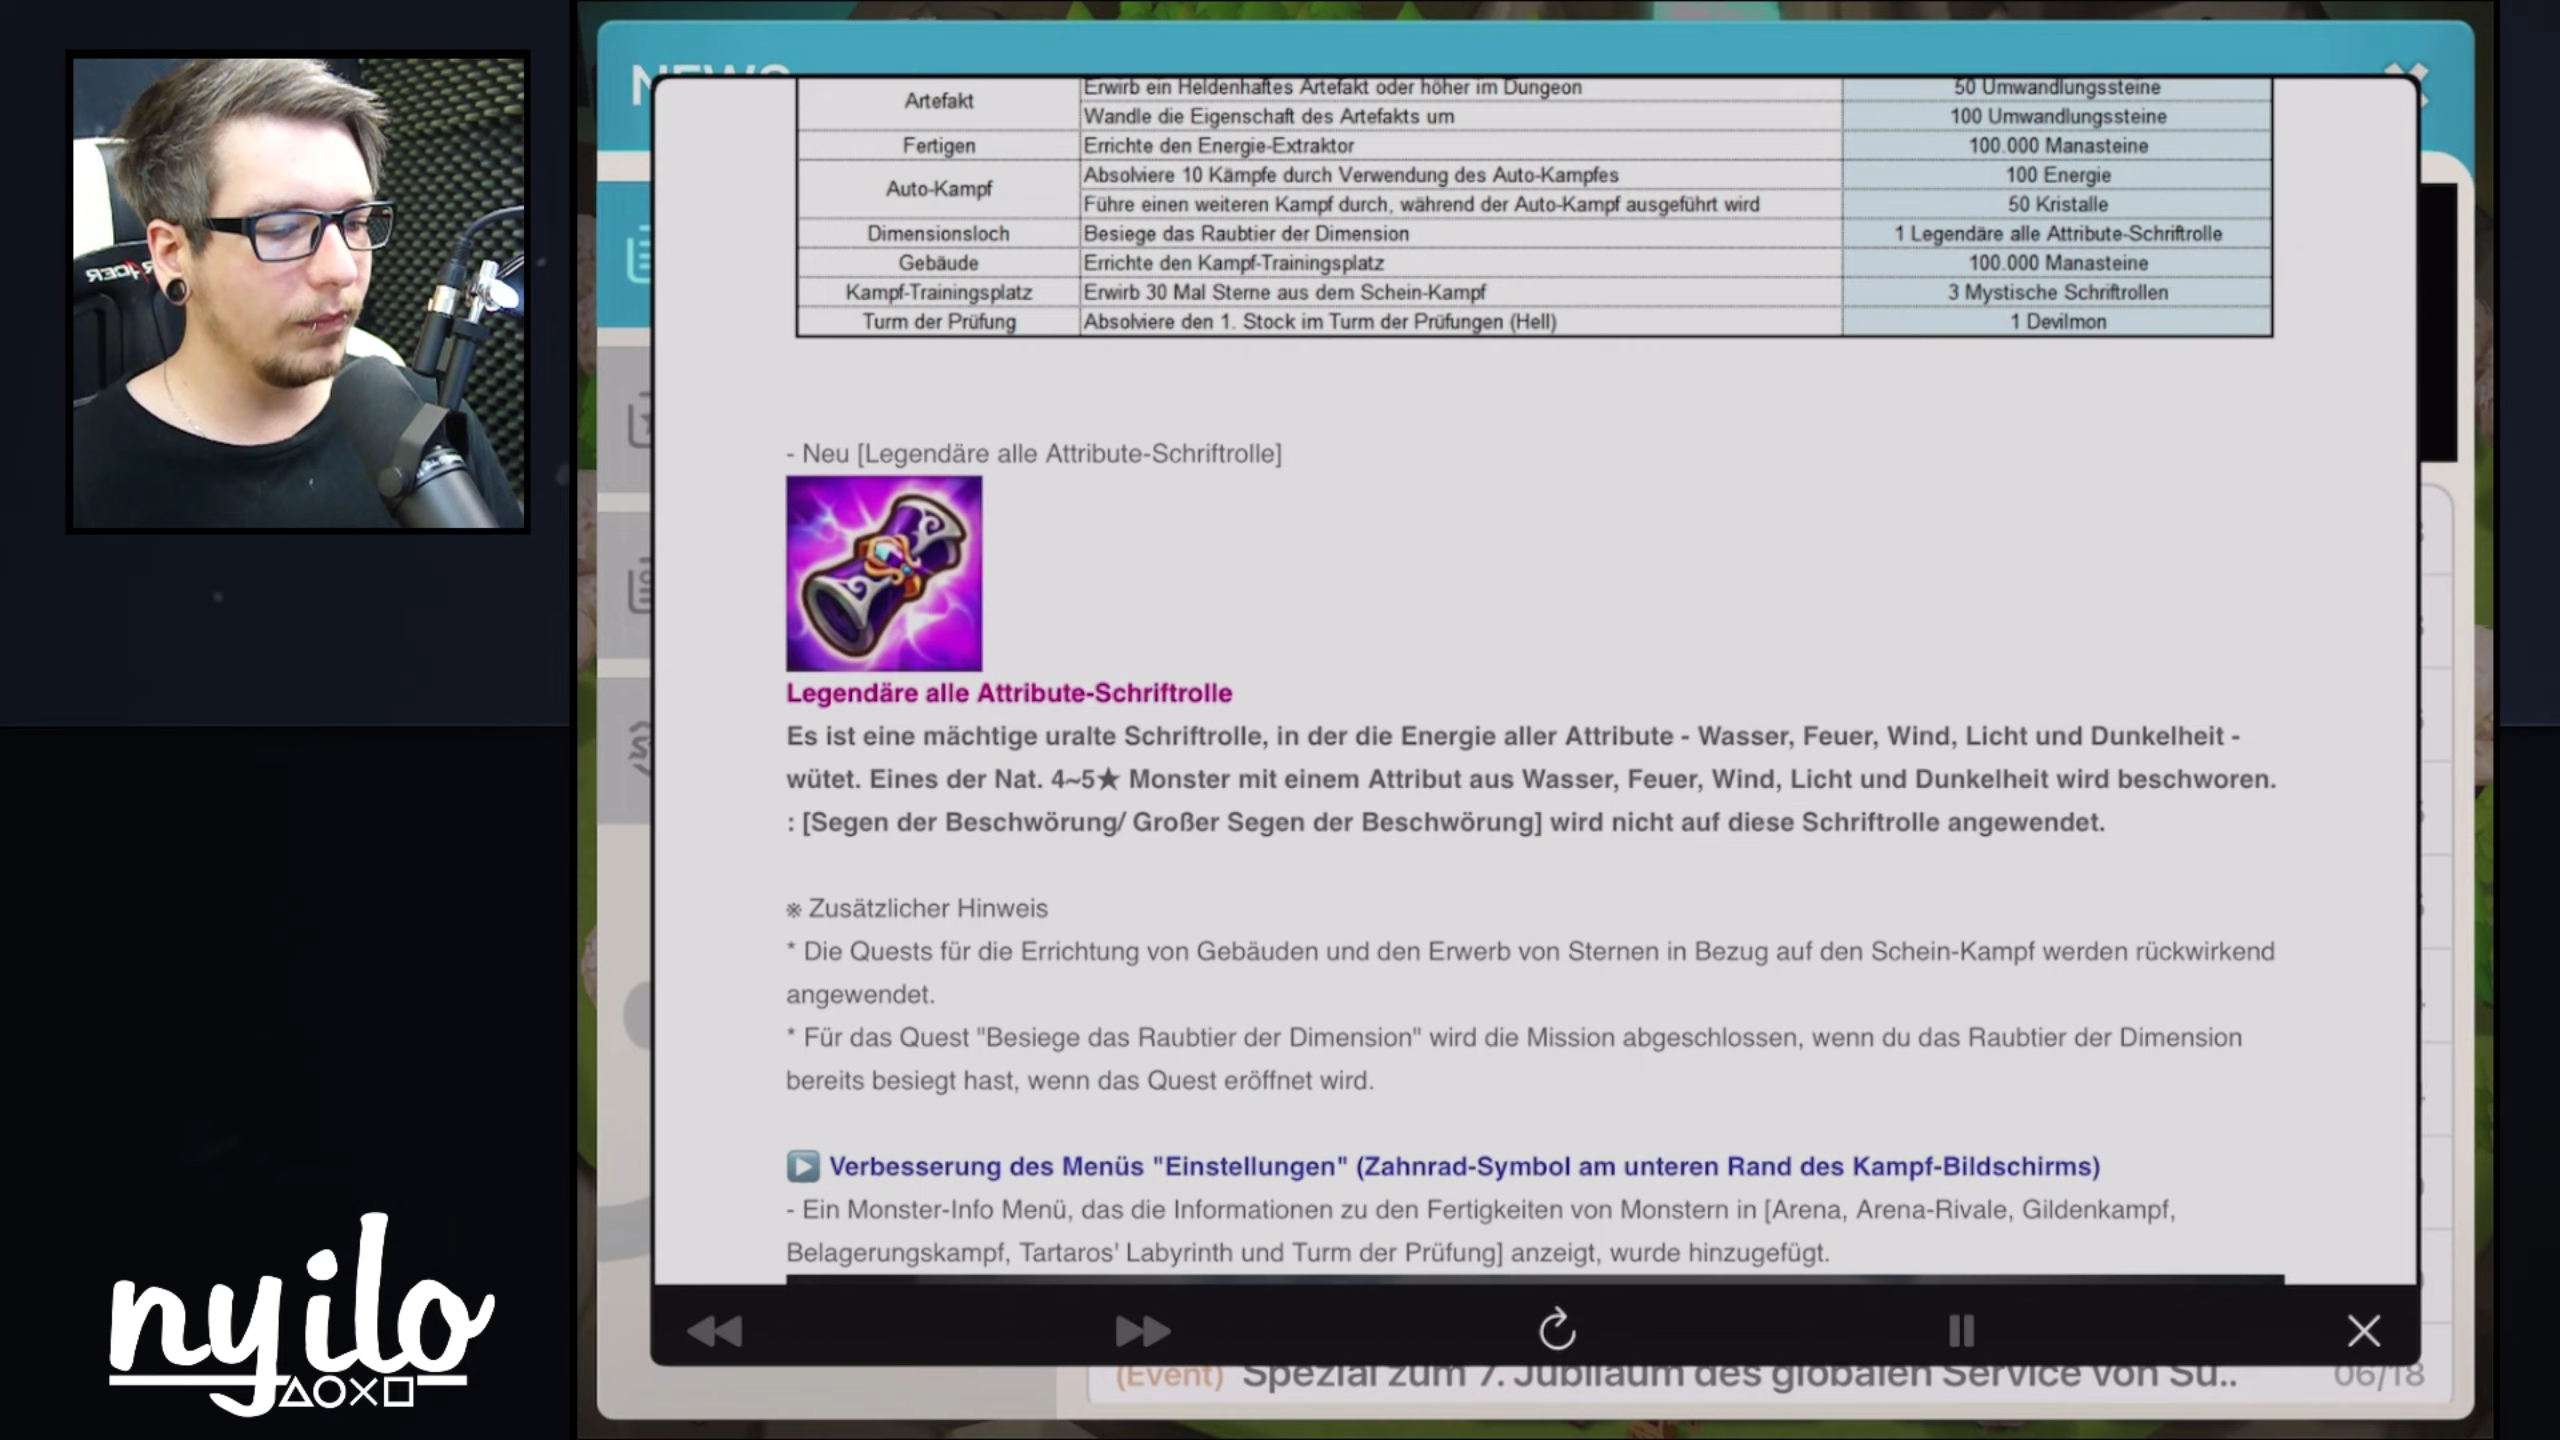 NEWS
Artefakt
Erwirb ein Heldenhaftes Artefakt oder höher im Dungeon
50 Umwandlungssteine
Wandle die Eigenschaft des Artefakts um
100 Umwandlungssteine
Fertigen
Errichte den Energie-Extraktor
100.000 Manasteine
Auto-Kampf
Absolviere 10 Kämpfe durch Verwendung des Auto-Kampfes
100 Energie
Führe einen weiteren Kampf durch, während der Auto-Kampf ausgeführt wird
50 Kristalle
Dimensionsloch
Besiege das Raubtier der Dimension
1 Legendäre alle Attribute-Schriftrolle
Gebäude
Errichte den Kampf-Trainingsplatz
100.000 Manasteine
Kampf-Trainingsplatz
Erwirb 30 Mal Sterne aus dem Schein-Kampf
3 Mystische Schriftrollen
Turm der Prüfung
Absolviere den 1. Stock im Turm der Prüfungen (Hell)
1 Devilmon
- Neu [Legendäre alle Attribute-Schriftrolle]
Legendäre alle Attribute-Schriftrolle
Es ist eine mächtige uralte Schriftrolle, in der die Energie aller Attribute - Wasser, Feuer, Wind, Licht und Dunkelheit -
wütet. Eines der Nat. 4~5★ Monster mit einem Attribut aus Wasser, Feuer, Wind, Licht und Dunkelheit wird beschworen.
: [Segen der Beschwörung/ Großer Segen der Beschwörung] wird nicht auf diese Schriftrolle angewendet.
※ Zusätzlicher Hinweis
* Die Quests für die Errichtung von Gebäuden und den Erwerb von Sternen in Bezug auf den Schein-Kampf werden rückwirkend
angewendet.
* Für das Quest "Besiege das Raubtier der Dimension" wird die Mission abgeschlossen, wenn du das Raubtier der Dimension
bereits besiegt hast, wenn das Quest eröffnet wird.
Verbesserung des Menüs "Einstellungen" (Zahnrad-Symbol am unteren Rand des Kampf-Bildschirms)
- Ein Monster-Info Menü, das die Informationen zu den Fertigkeiten von Monstern in [Arena, Arena-Rivale, Gildenkampf,
Belagerungskampf, Tartaros' Labyrinth und Turm der Prüfung] anzeigt, wurde hinzugefügt.
(Event) Spezial zum 7. Jubiläum des globalen Service von Su.. 06/18
nyilo